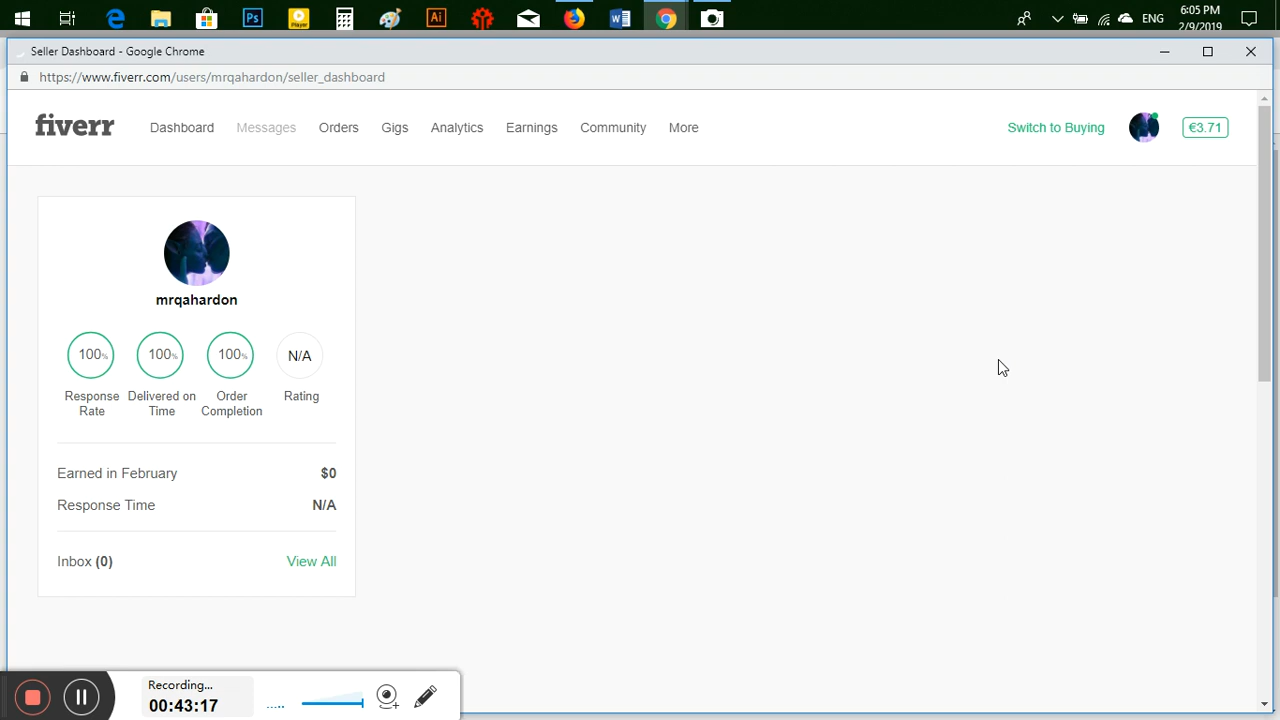 Ps
Player
Ai
ENG
6:05 PM
2/9/2019
Seller Dashboard - Google Chrome
https://www.fiverr.com/users/mrqahardon/seller_dashboard
fiverr
Dashboard Messages Orders Gigs Analytics Earnings Community More
Switch to Buying
€3.71
mrqahardon
100% 100% 100% N/A
Response Rate
Delivered on Time
Order Completion
Rating
Earned in February $0
Response Time N/A
Inbox (0) View All
Recording...
00:43:17